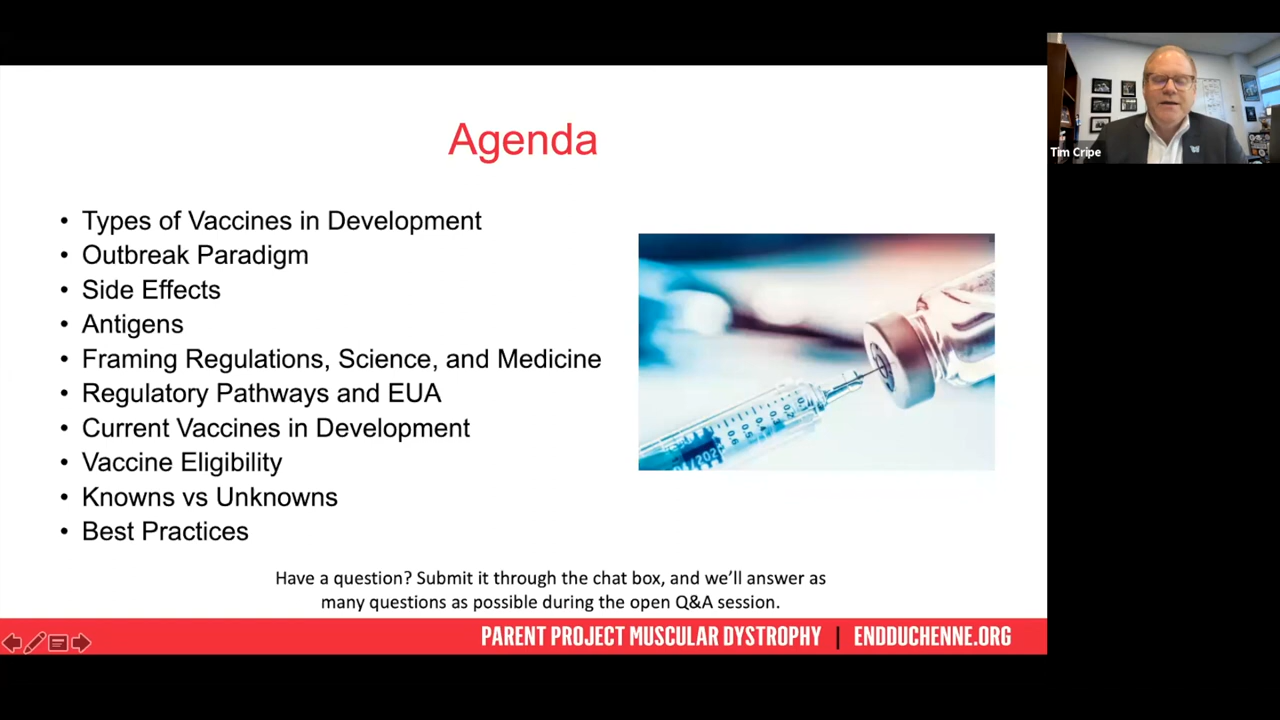 Agenda
• Types of Vaccines in Development
• Outbreak Paradigm
• Side Effects
• Antigens
• Framing Regulations, Science, and Medicine
• Regulatory Pathways and EUA
• Current Vaccines in Development
• Vaccine Eligibility
• Knowns vs Unknowns
• Best Practices
Have a question? Submit it through the chat box, and we'll answer as
many questions as possible during the open Q&A session.
PARENT PROJECT MUSCULAR DYSTROPHY | ENDDUCHENNE.ORG
Tim Cripe